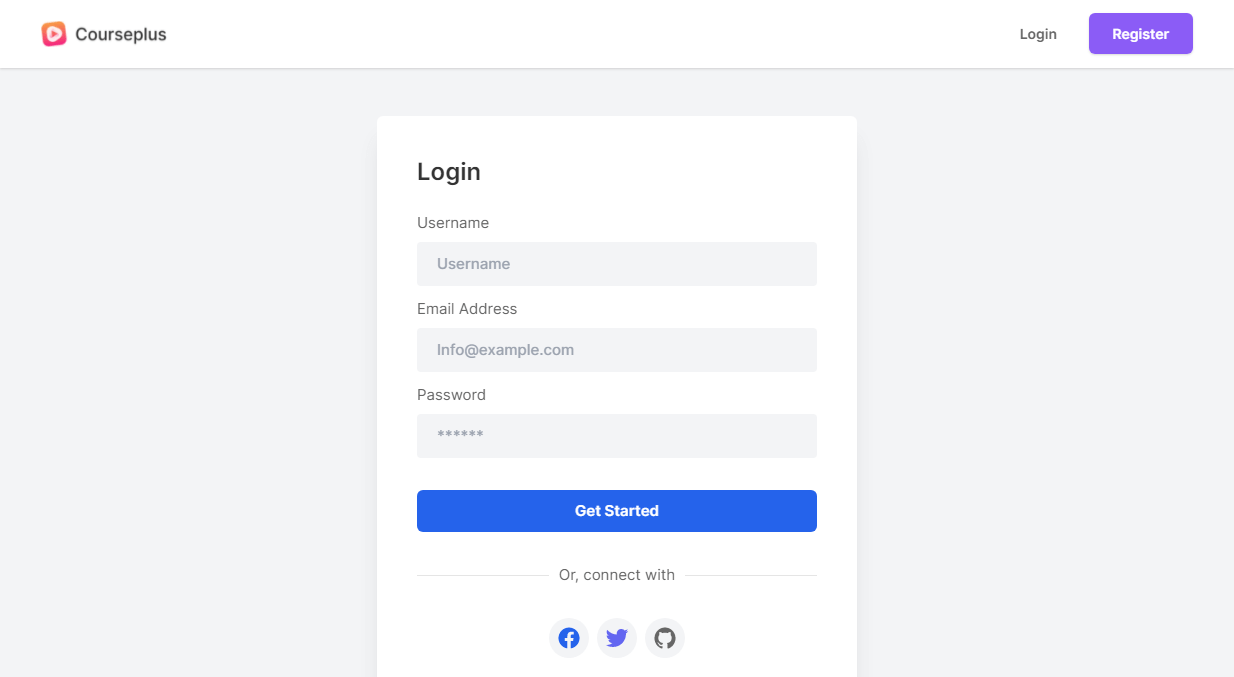 Courseplus
Login
Register
Login
Username
Username
Email Address
Info@example.com
Password
******
Get Started
Or, connect with